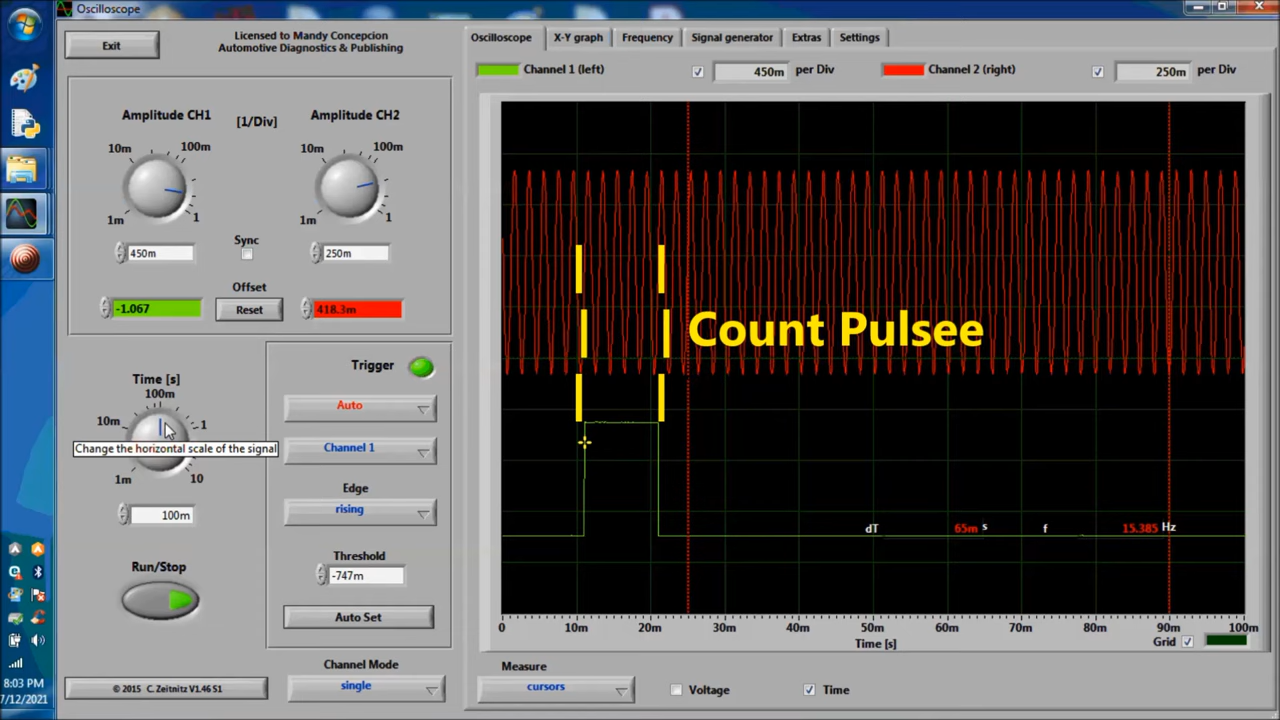 Oscilloscope
Exit
Licensed to Mandy Concepcion
Automotive Diagnostics & Publishing
Amplitude CH1
[1/Div]
Amplitude CH2
10m
100m
1m
1
10m
100m
1m
1
450m
Sync
250m
Offset
-1.067
Reset
418.3m
Time [s]
100m
10m
1
1m
10
Change the horizontal scale of the signal
100m
Run/Stop
© 2015 C. Zeitnitz V1.46 S1
Trigger
Auto
Channel 1
Edge
rising
Threshold
-747m
Auto Set
Channel Mode
single
Oscilloscope
X-Y graph
Frequency
Signal generator
Extras
Settings
Channel 1 (left)
450m
per Div
Channel 2 (right)
250m
per Div
Count Pulsee
dT 65m s f 15.385 Hz
0 10m 20m 30m 40m 50m 60m 70m 80m 90m 100m
Time [s]
Grid
Measure
cursors
Voltage
Time
8:03 PM
7/12/2021